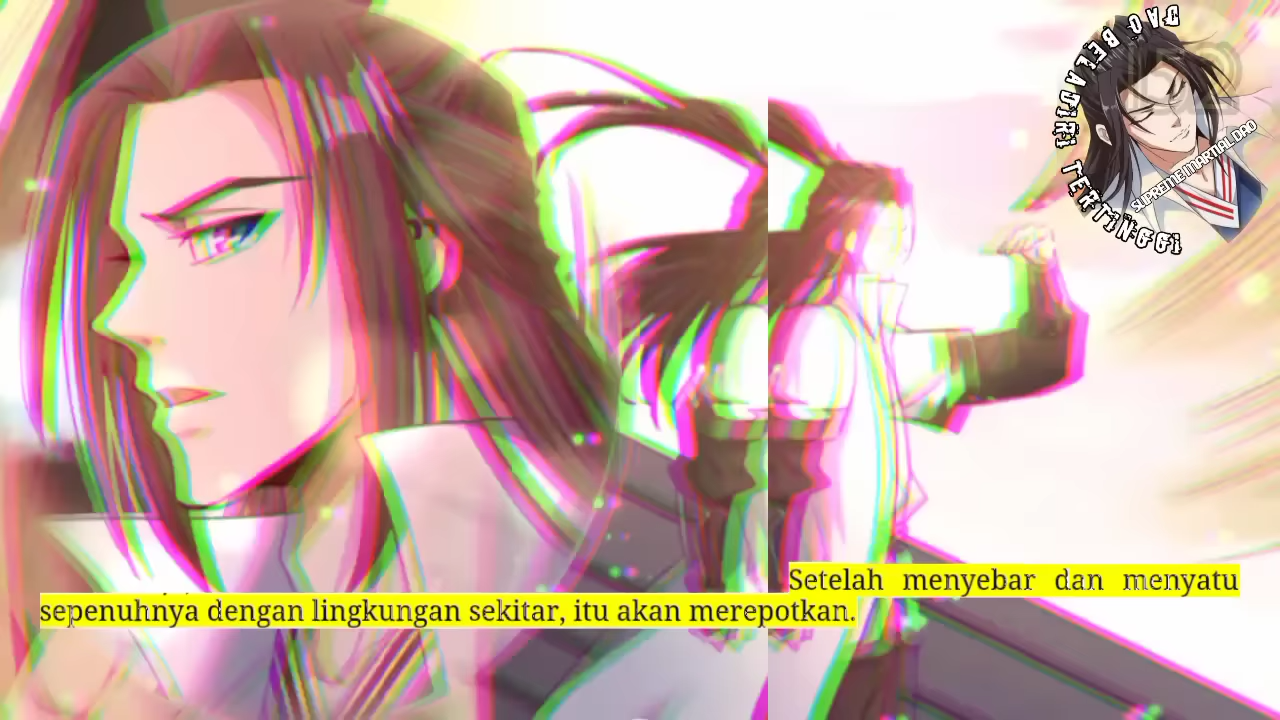 DAO BELADIRI TERTINGGI
SUPREME MARTIAL DAO
Setelah menyebar dan menyatu
sepenuhnya dengan lingkungan sekitar, itu akan merepotkan.